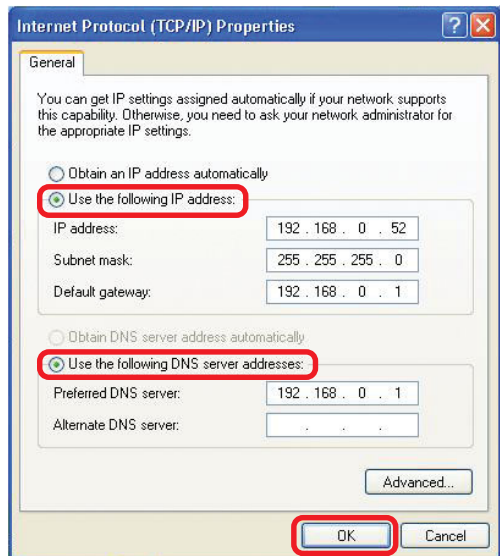 Internet Protocol (TCP/IP) Properties
General
You can get IP settings assigned automatically if your network supports
this capability. Otherwise, you need to ask your network administrator for
the appropriate IP settings.
Obtain an IP address automatically
Use the following IP address:
IP address: 192 . 168 . 0 . 52
Subnet mask: 255 . 255 . 255 . 0
Default gateway: 192 . 168 . 0 . 1
Obtain DNS server address automatically
Use the following DNS server addresses:
Preferred DNS server: 192 . 168 . 0 . 1
Alternate DNS server: . . .
Advanced...
OK Cancel